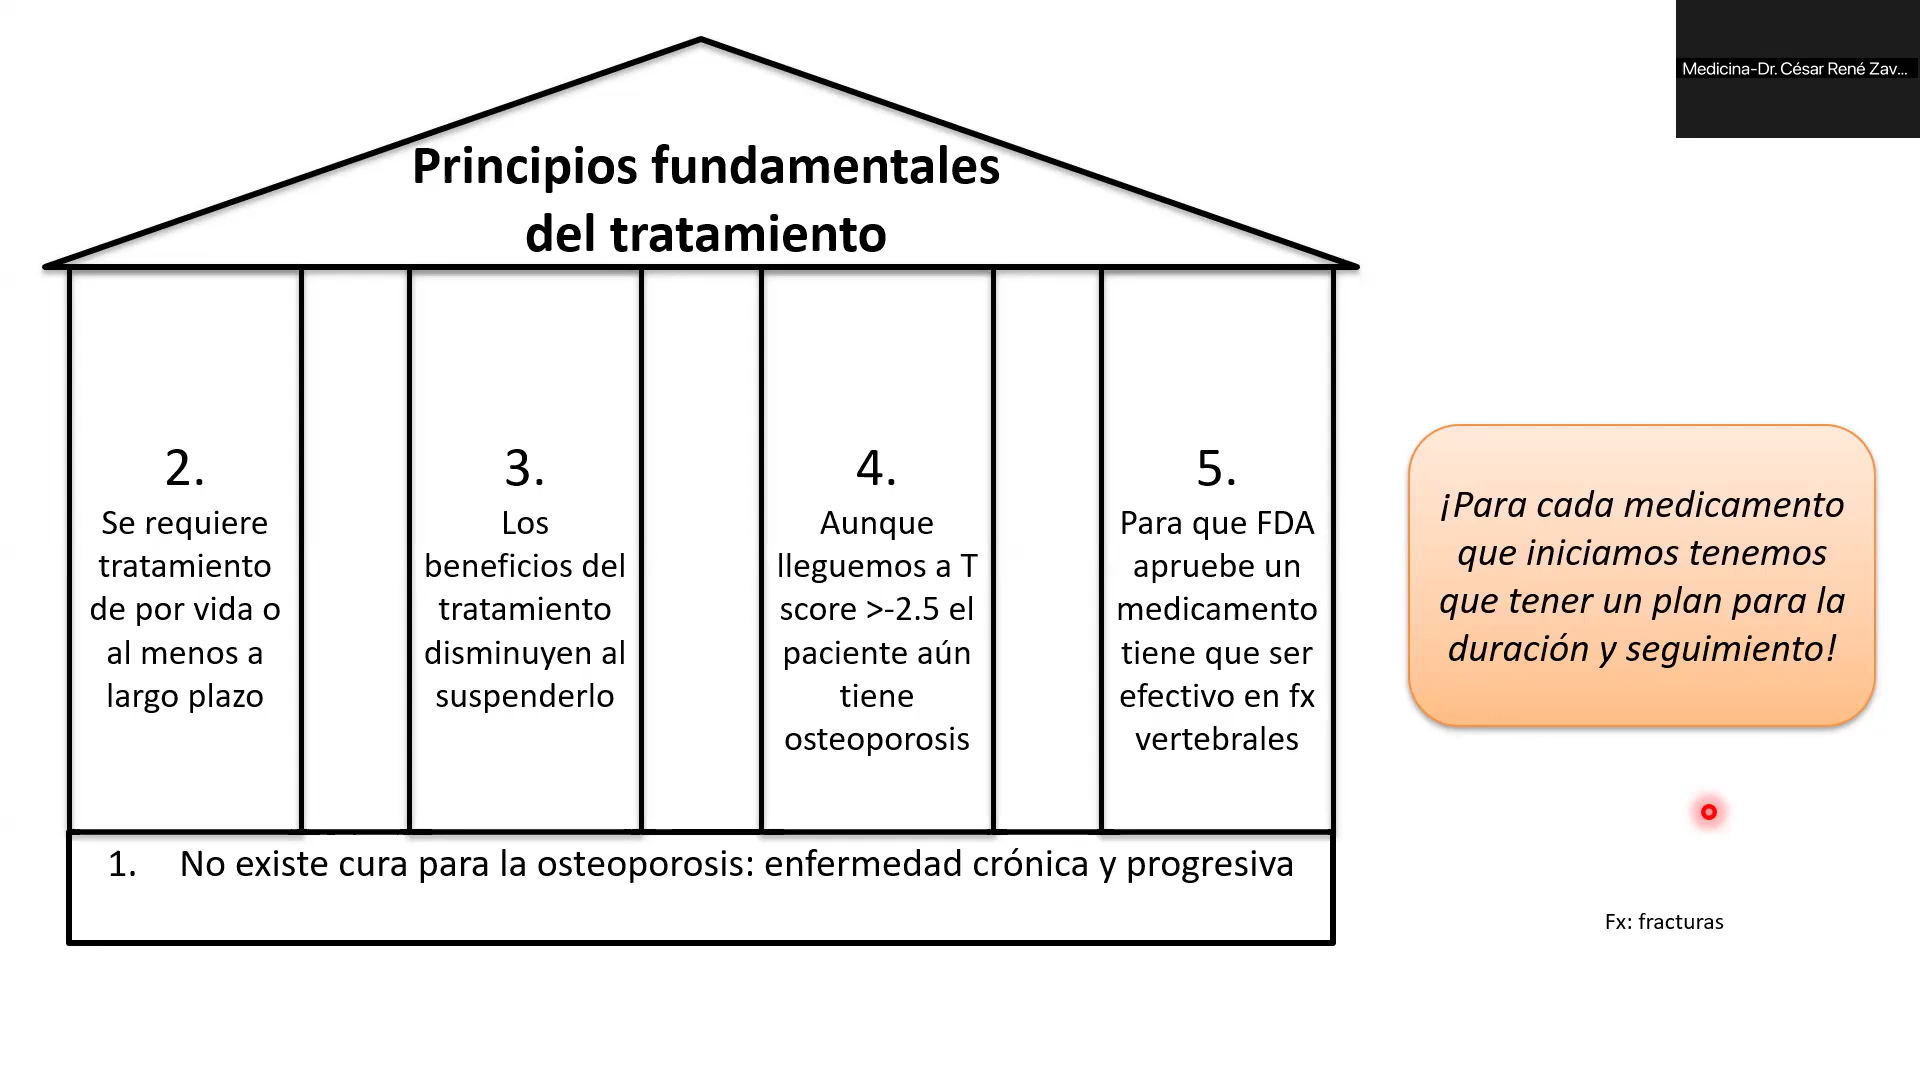 Medicina-Dr. César René Zav...
Principios fundamentales
del tratamiento
2.
Se requiere
tratamiento
de por vida o
al menos a
largo plazo
3.
Los
beneficios del
tratamiento
disminuyen al
suspenderlo
4.
Aunque
lleguemos a T
score >-2.5 el
paciente aún
tiene
osteoporosis
5.
Para que FDA
apruebe un
medicamento
tiene que ser
efectivo en fx
vertebrales
¡Para cada medicamento
que iniciamos tenemos
que tener un plan para la
duración y seguimiento!
1. No existe cura para la osteoporosis: enfermedad crónica y progresiva
Fx: fracturas